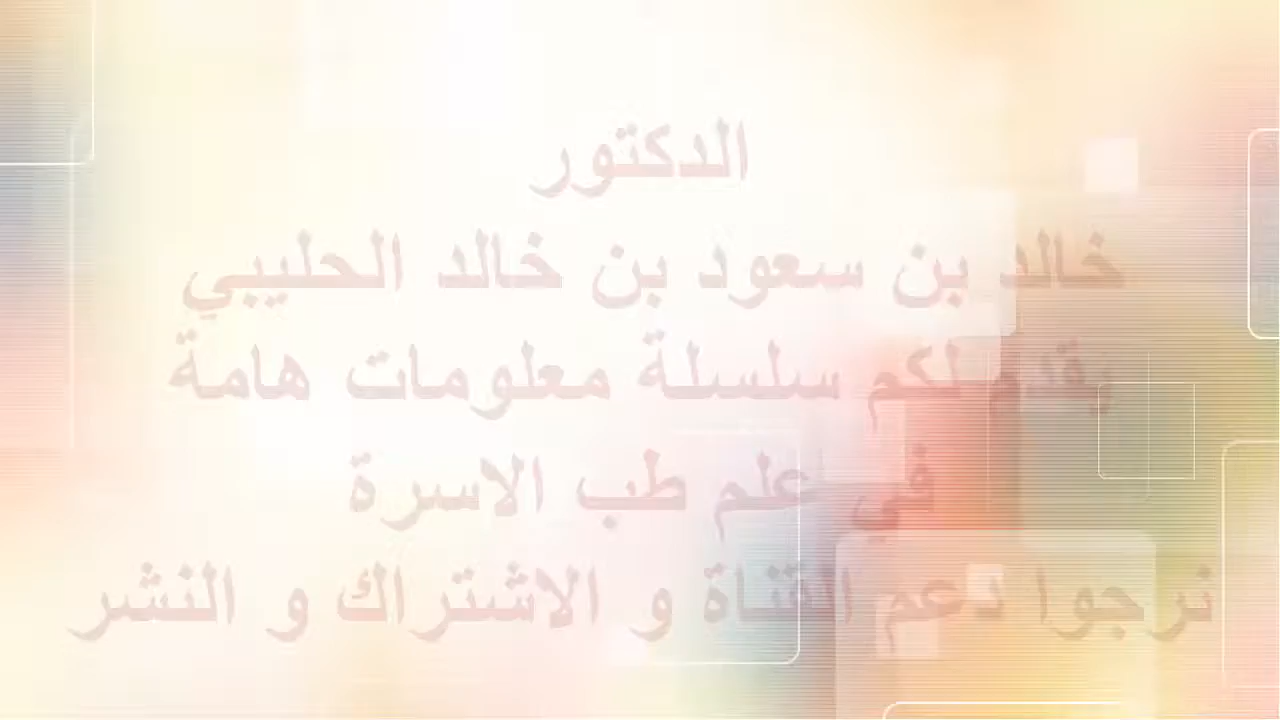 الدكتور
خالد بن سعود بن خالد الحليبي
يقدم لكم سلسلة معلومات هامة
في علم طب الاسرة
نرجوا دعم القناة و الاشتراك و النشر